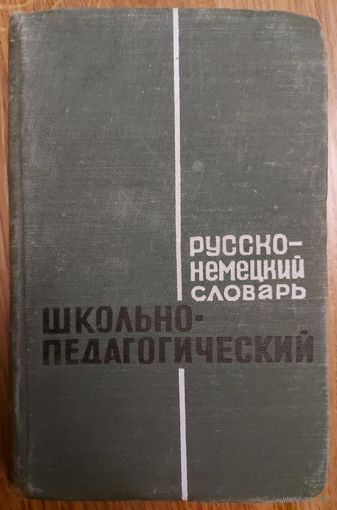 РУССКО-
НЕМЕЦКИЙ
СЛОВАРЬ
ШКОЛЬНО-
ПЕДАГОГИЧЕСКИЙ